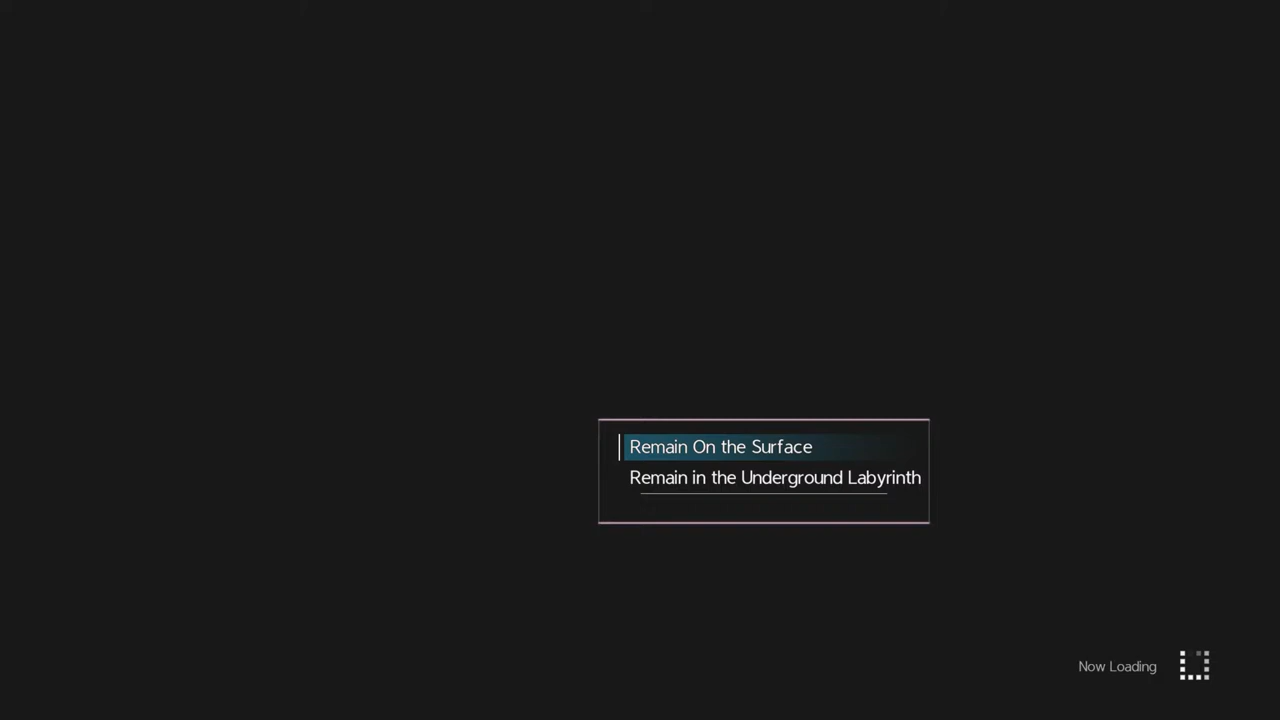 Remain On the Surface
Remain in the Underground Labyrinth
Now Loading